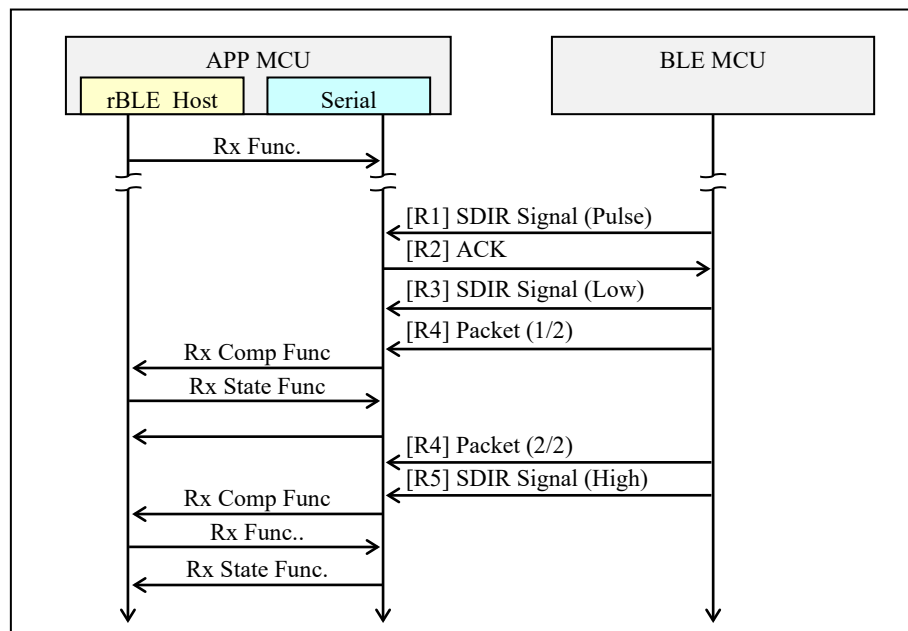 APP MCU
BLE MCU
rBLE_Host
Serial
Rx Func.
[R1] SDIR Signal (Pulse)
[R2] ACK
[R3] SDIR Signal (Low)
[R4] Packet (1/2)
Rx Comp Func
Rx State Func
[R4] Packet (2/2)
[R5] SDIR Signal (High)
Rx Comp Func
Rx Func..
Rx State Func.